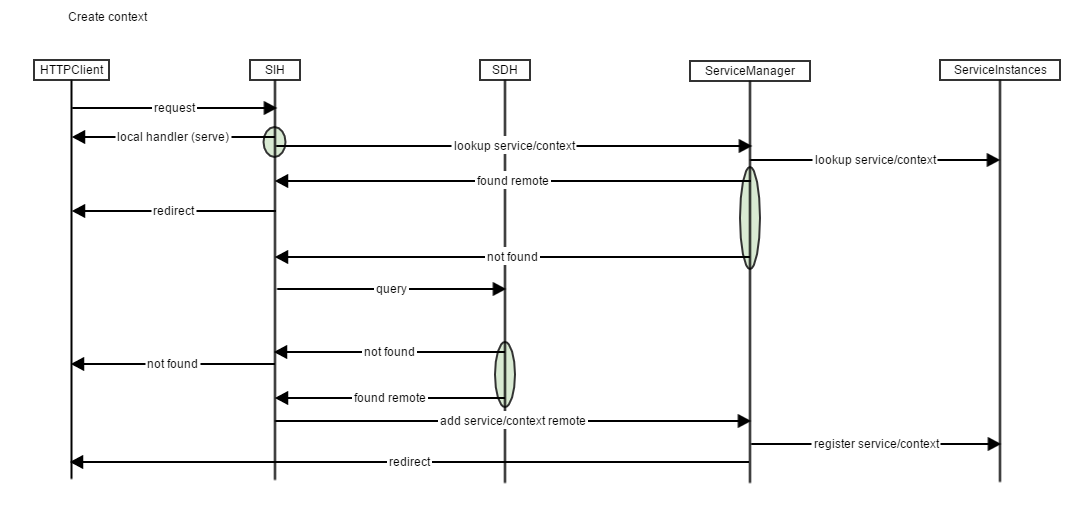 Create context
HTTPClient
SIH
SDH
ServiceManager
ServiceInstances
request
local handler (serve)
lookup service/context
lookup service/context
found remote
redirect
not found
query
not found
not found
found remote
add service/context remote
register service/context
redirect